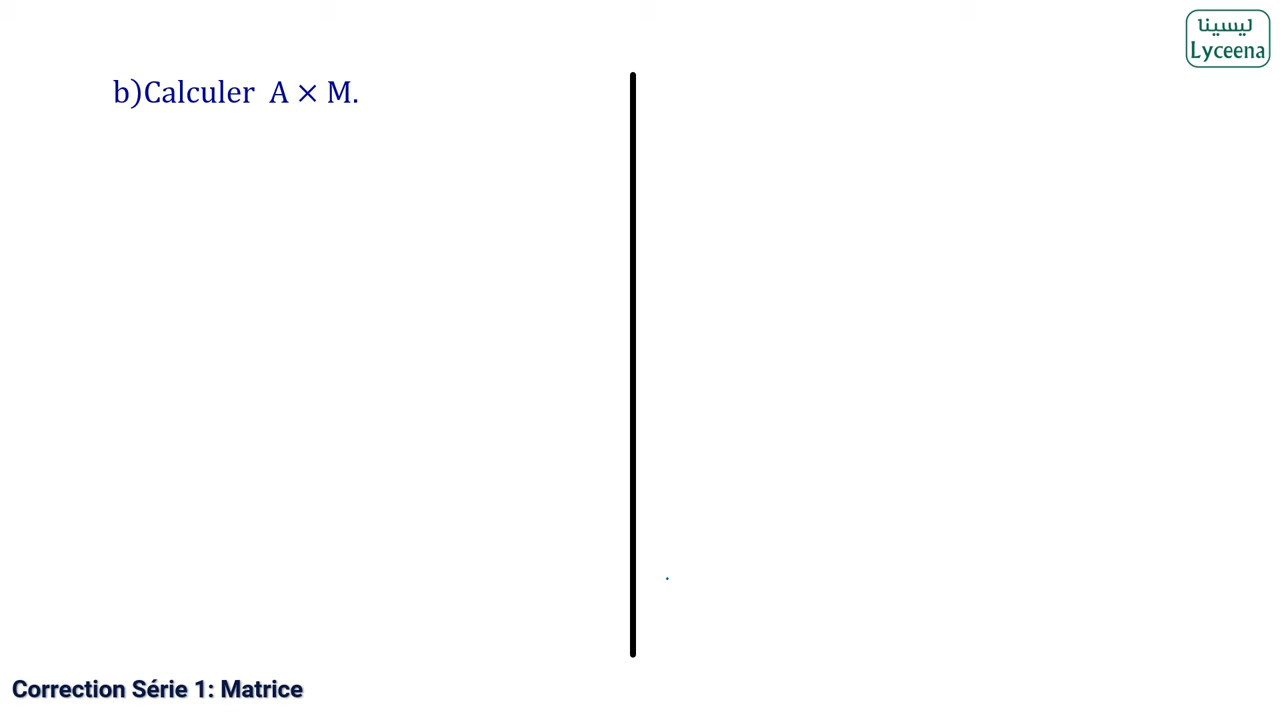 ليسينا
Lyceena
b)Calculer A × M.
Correction Série 1: Matrice